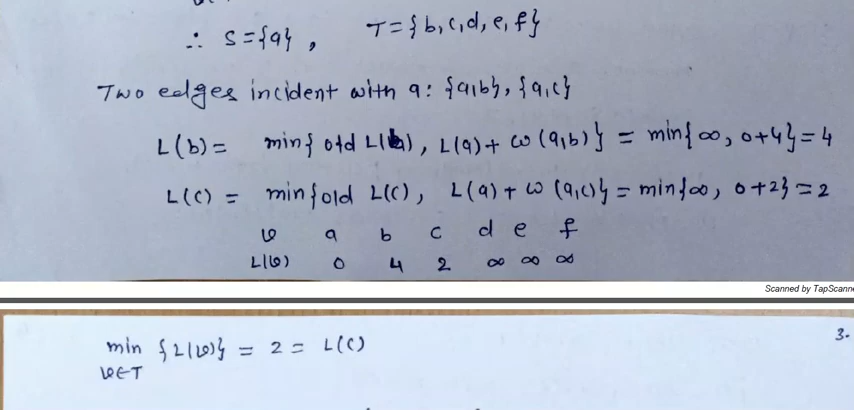 ∴ S={a}, T={b,c,d,e,f}
Two edges incident with a: {a,b}, {a,c}
L(b)= min{ old L(b), L(a)+ ω(a,b)} = min{∞, 0+4}=4
L(c) = min{old L(c), L(a)+ω(a,c)} = min{∞, 0+2}=2
v a b c d e f
L(v) 0 4 2 ∞ ∞ ∞
Scanned by TapScanne
3.
min {L(v)} = 2 = L(c)
v∈T